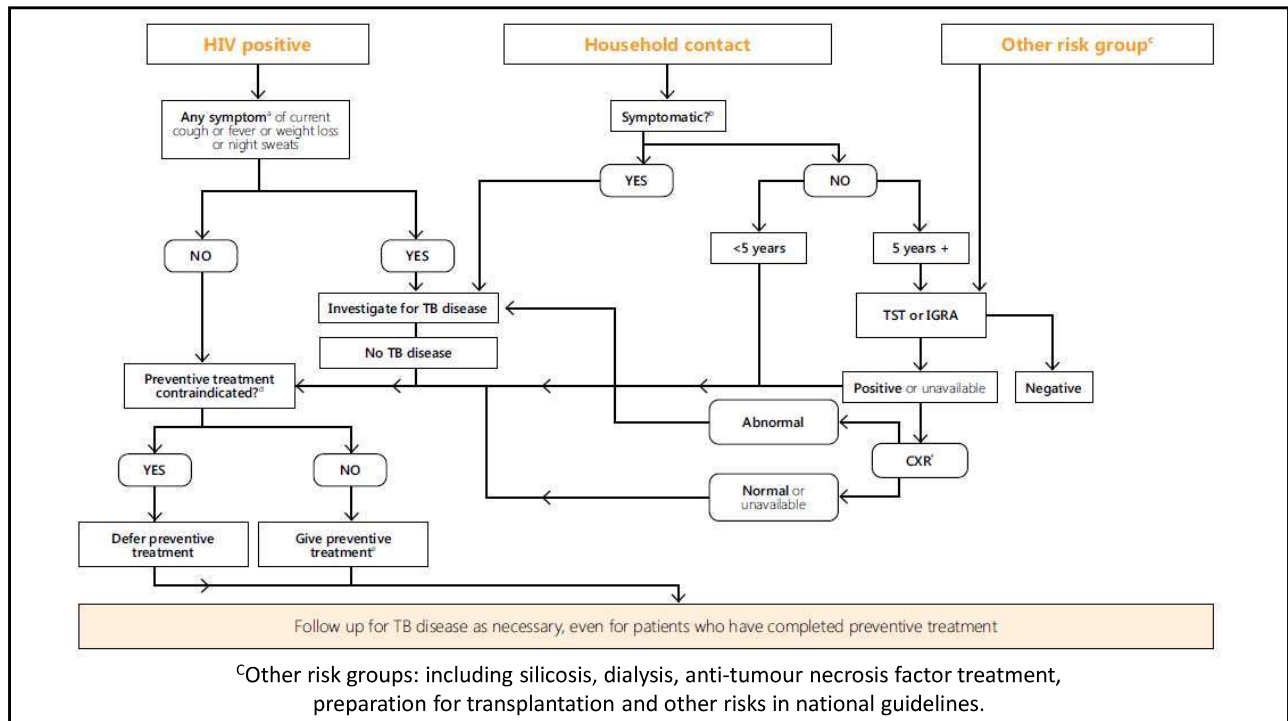 HIV positive
Household contact
Other risk groupᶜ
Any symptomᵃ of current
cough or fever or weight loss
or night sweats
Symptomatic?ᵇ
YES
NO
NO
YES
<5 years
5 years +
Investigate for TB disease
TST or IGRA
No TB disease
Preventive treatment
contraindicated?ᵈ
Positive or unavailable
Negative
Abnormal
CXR
YES
NO
Normal or
unavailable
Defer preventive
treatment
Give preventive
treatmentᵉ
Follow up for TB disease as necessary, even for patients who have completed preventive treatment
ᶜOther risk groups: including silicosis, dialysis, anti-tumour necrosis factor treatment,
preparation for transplantation and other risks in national guidelines.